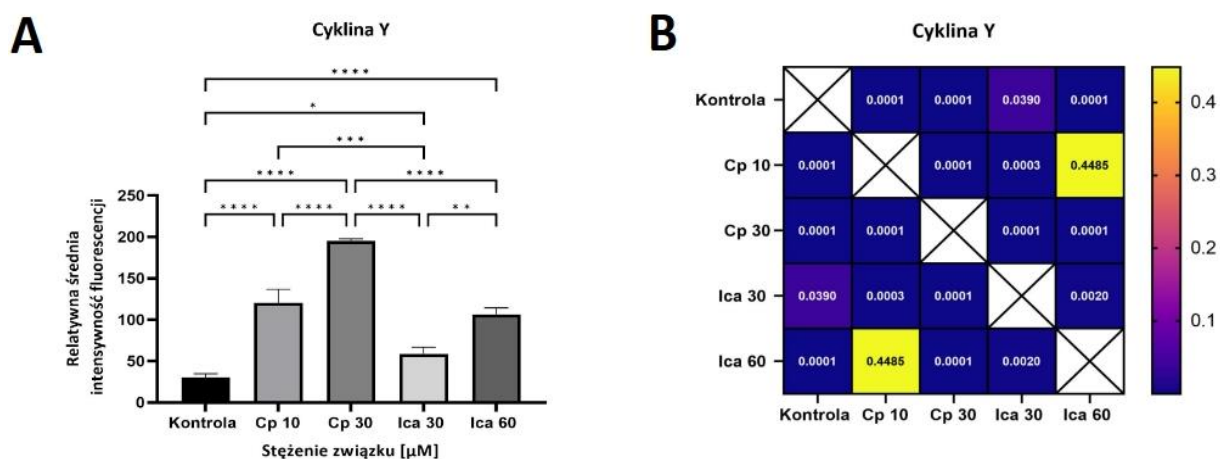 A
Cyklina Y
****
*
***
**** ****
**** **** **** **
Relatywna średnia
intensywność fluorescencji
250
200
150
100
50
0
Kontrola Cp 10 Cp 30 Ica 30 Ica 60
Stężenie związku [µM]
B
Cyklina Y
Kontrola 0.0001 0.0001 0.0390 0.0001
Cp 10 0.0001 0.0001 0.0003 0.4485
Cp 30 0.0001 0.0001 0.0001 0.0001
Ica 30 0.0390 0.0003 0.0001 0.0020
Ica 60 0.0001 0.4485 0.0001 0.0020
Kontrola Cp 10 Cp 30 Ica 30 Ica 60
0.4
0.3
0.2
0.1